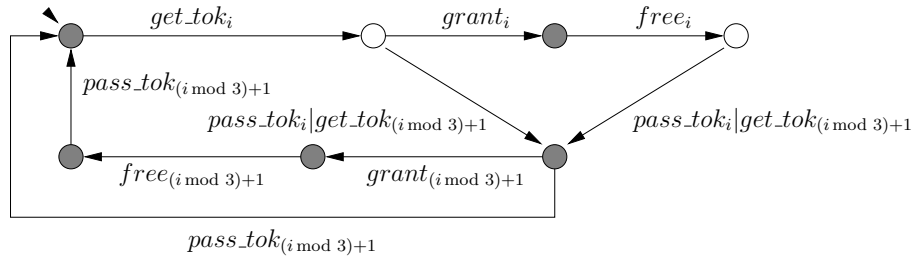 get_tok_i grant_i free_i
pass_tok_{(i mod 3)+1}
pass_tok_i|get_tok_{(i mod 3)+1} pass_tok_i|get_tok_{(i mod 3)+1}
free_{(i mod 3)+1} grant_{(i mod 3)+1}
pass_tok_{(i mod 3)+1}